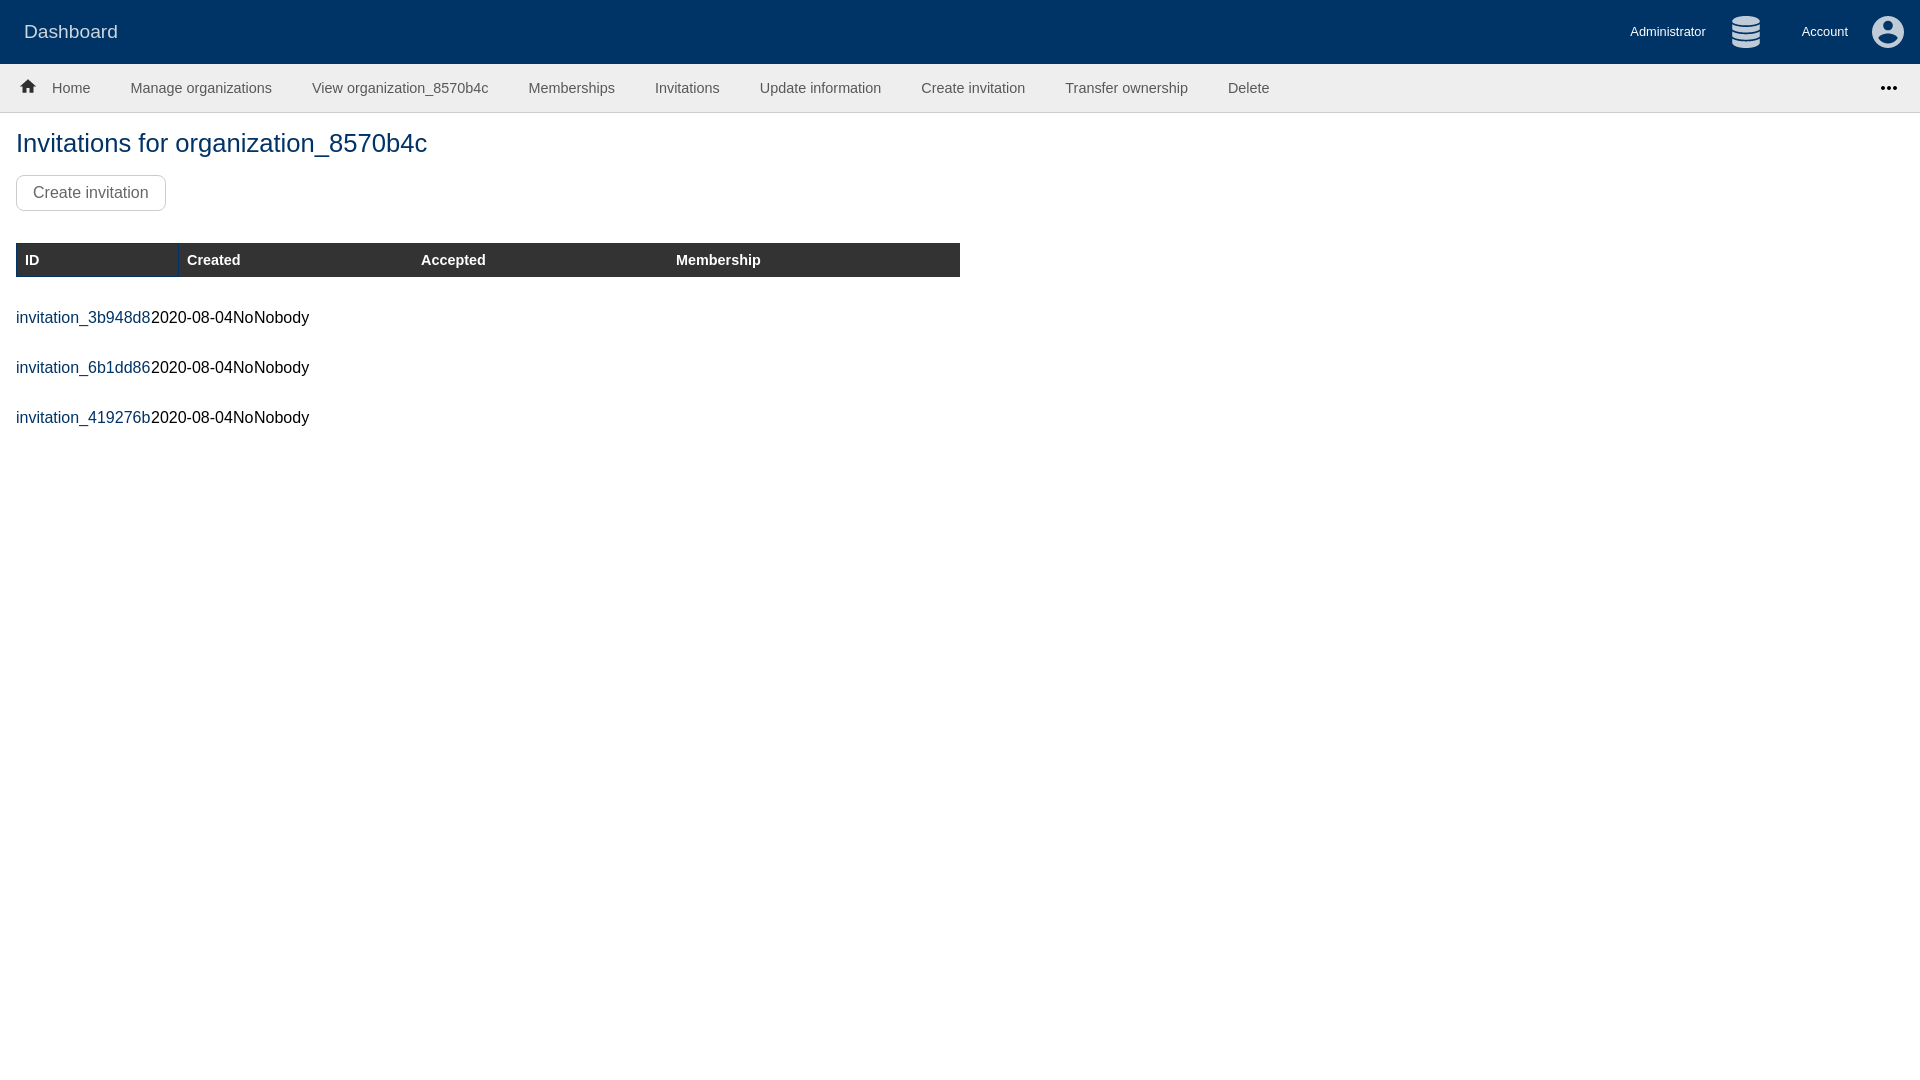 Dashboard Administrator Account
Home Manage organizations View organization_8570b4c Memberships Invitations Update information Create invitation Transfer ownership Delete
Invitations for organization_8570b4c
Create invitation
ID Created Accepted Membership
invitation_3b948d82020-08-04NoNobody
invitation_6b1dd862020-08-04NoNobody
invitation_419276b2020-08-04NoNobody